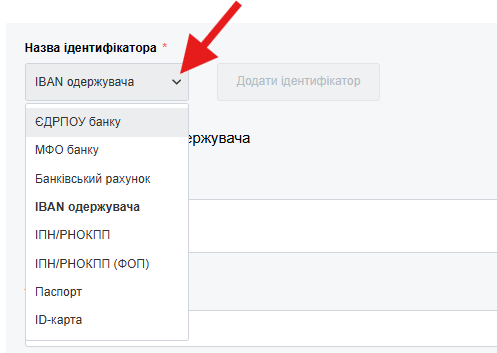 Назва ідентифікатора *
IBAN одержувача
Додати ідентифікатор
ЄДРПОУ банку
держувача
МФО банку
Банківський рахунок
IBAN одержувача
ІПН/РНОКПП
ІПН/РНОКПП (ФОП)
Паспорт
ID-карта